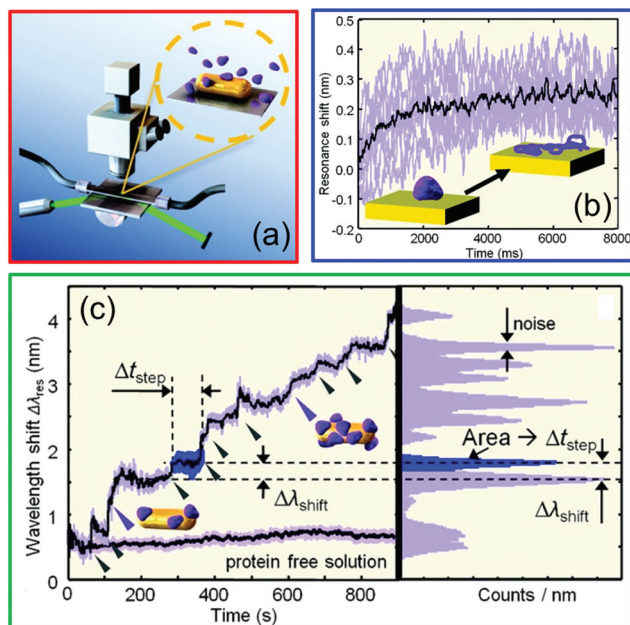 (a)
Resonance shift (nm)
0.5
0.4
0.3
0.2
0.1
0.0
-0.1
-0.2
0 2000 4000 6000 8000
Time (ms)
(b)
(c)
Wavelength shift Δλres (nm)
4
3
2
1
0
0 200 400 600 800
Time (s)
Δtstep
Δλshift
protein free solution
noise
Area → Δtstep
Δλshift
Counts / nm